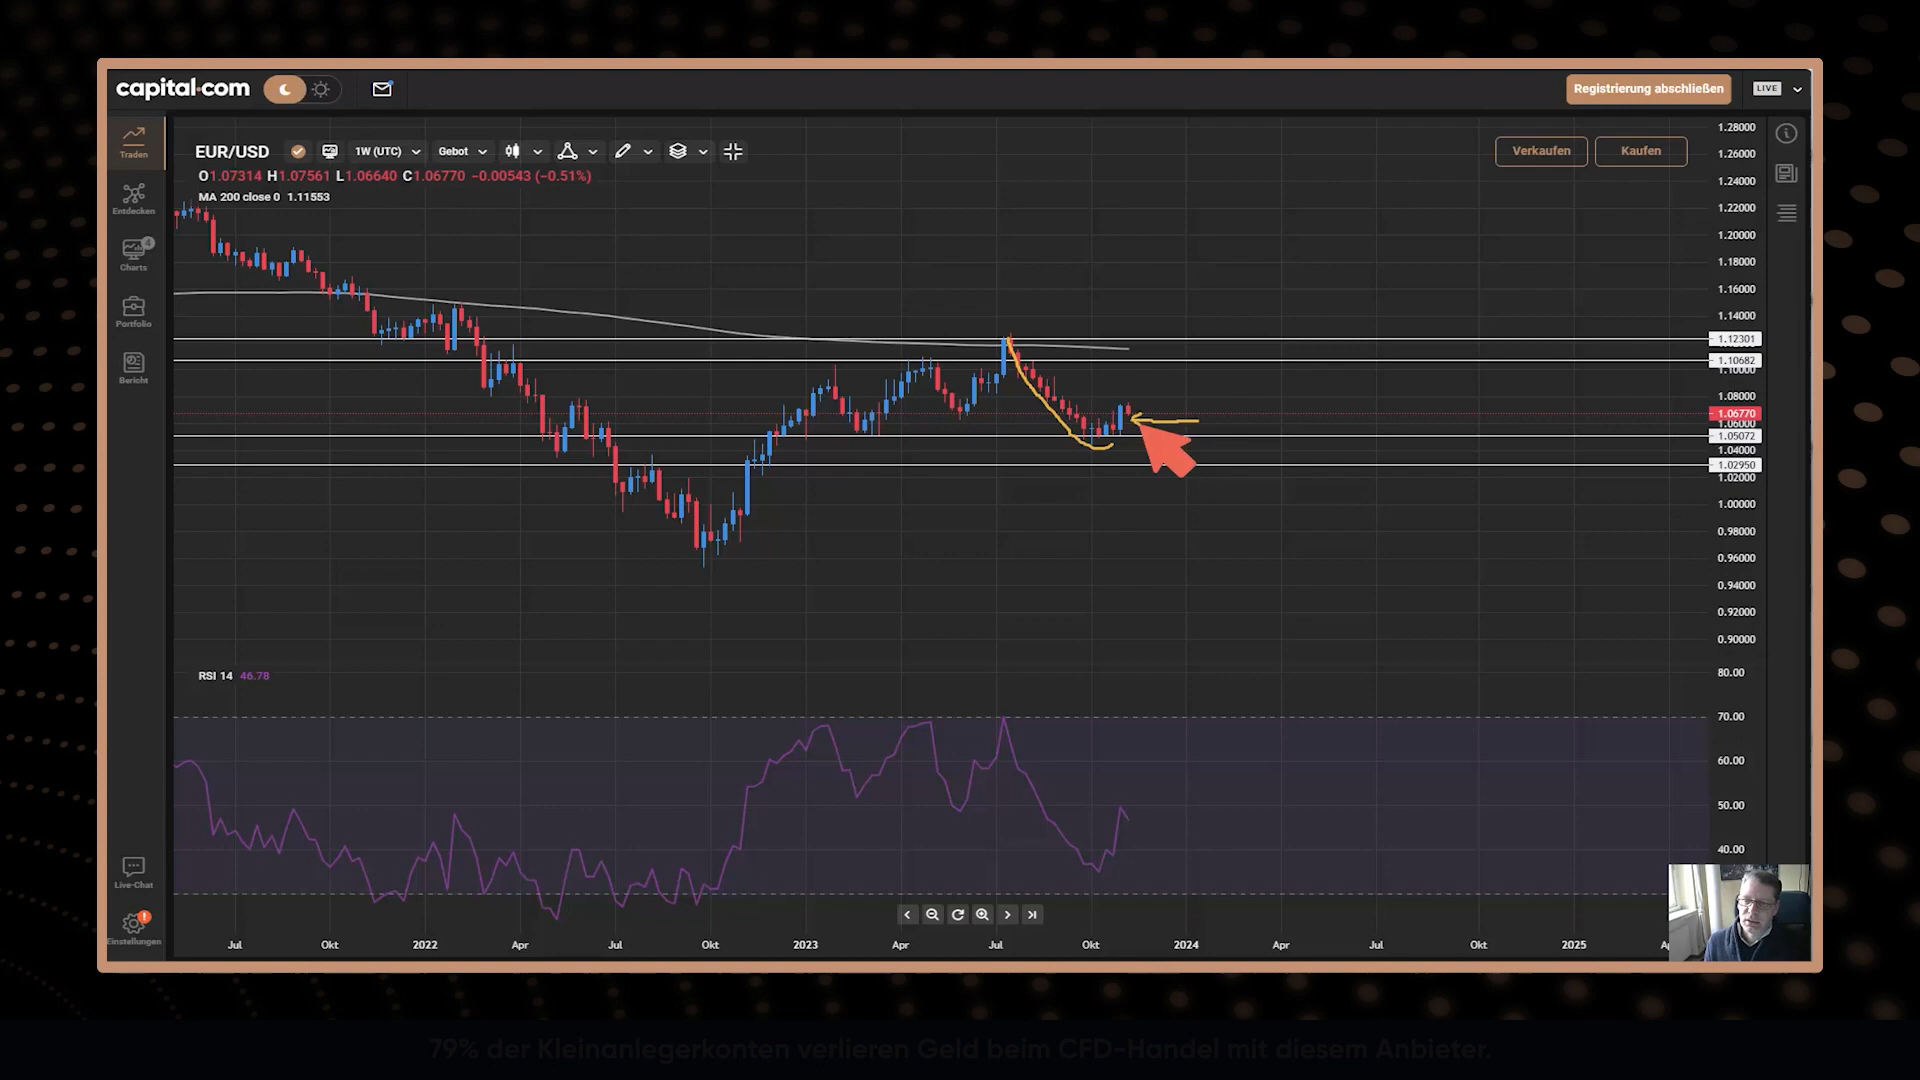 capital.com
Registrierung abschließen
LIVE
Traden
Entdecken
4
Charts
Portfolio
Bericht
Live-Chat
Einstellungen
EUR/USD
1W (UTC)
Gebot
Verkaufen
Kaufen
O1.07314 H1.07561 L1.06640 C1.06770 −0.00543 (−0.51%)
MA 200 close 0 1.11553
1.28000
1.26000
1.24000
1.22000
1.20000
1.18000
1.16000
1.14000
1.12301
1.10682
1.10000
1.08000
1.06770
1.06000
1.05072
1.04000
1.02950
1.02000
1.00000
0.98000
0.96000
0.94000
0.92000
0.90000
RSI 14 46.78
80.00
70.00
60.00
50.00
40.00
Jul Okt 2022 Apr Jul Okt 2023 Apr Jul Okt 2024 Apr Jul Okt 2025
79% der Kleinanlegerkonten verlieren Geld beim CFD-Handel mit diesem Anbieter.